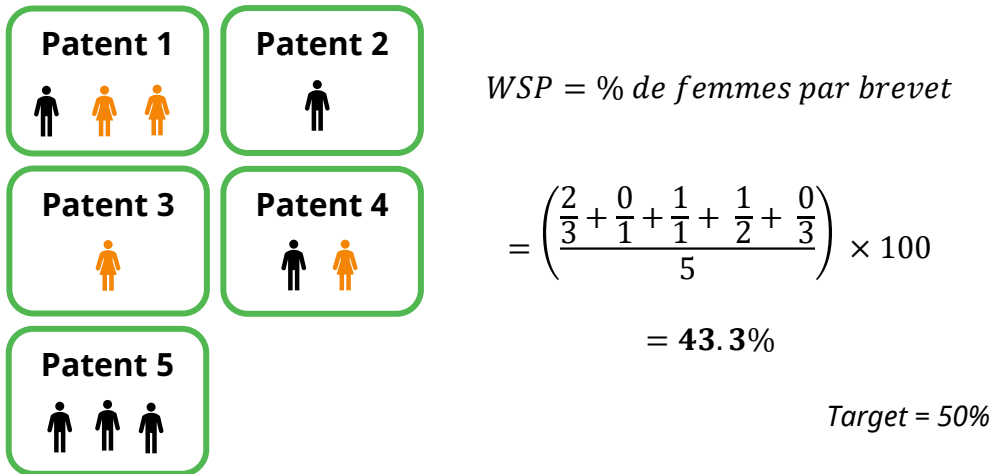 Patent 1
Patent 2
Patent 3
Patent 4
Patent 5
WSP = % de femmes par brevet
= ((2/3 + 0/1 + 1/1 + 1/2 + 0/3) / 5) × 100
= 43.3%
Target = 50%